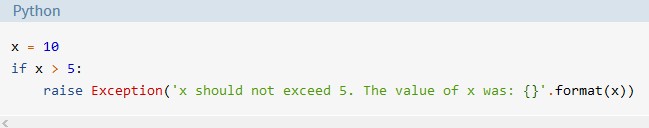 Python
x = 10
if x > 5:
    raise Exception('x should not exceed 5. The value of x was: {}'.format(x))